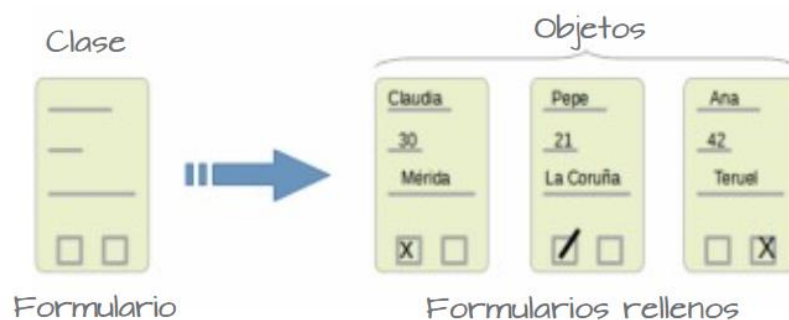 Clase
Objetos
Claudia
30
Mérida
X
Pepe
21
La Coruña
Ana
42
Teruel
X
Formulario
Formularios rellenos